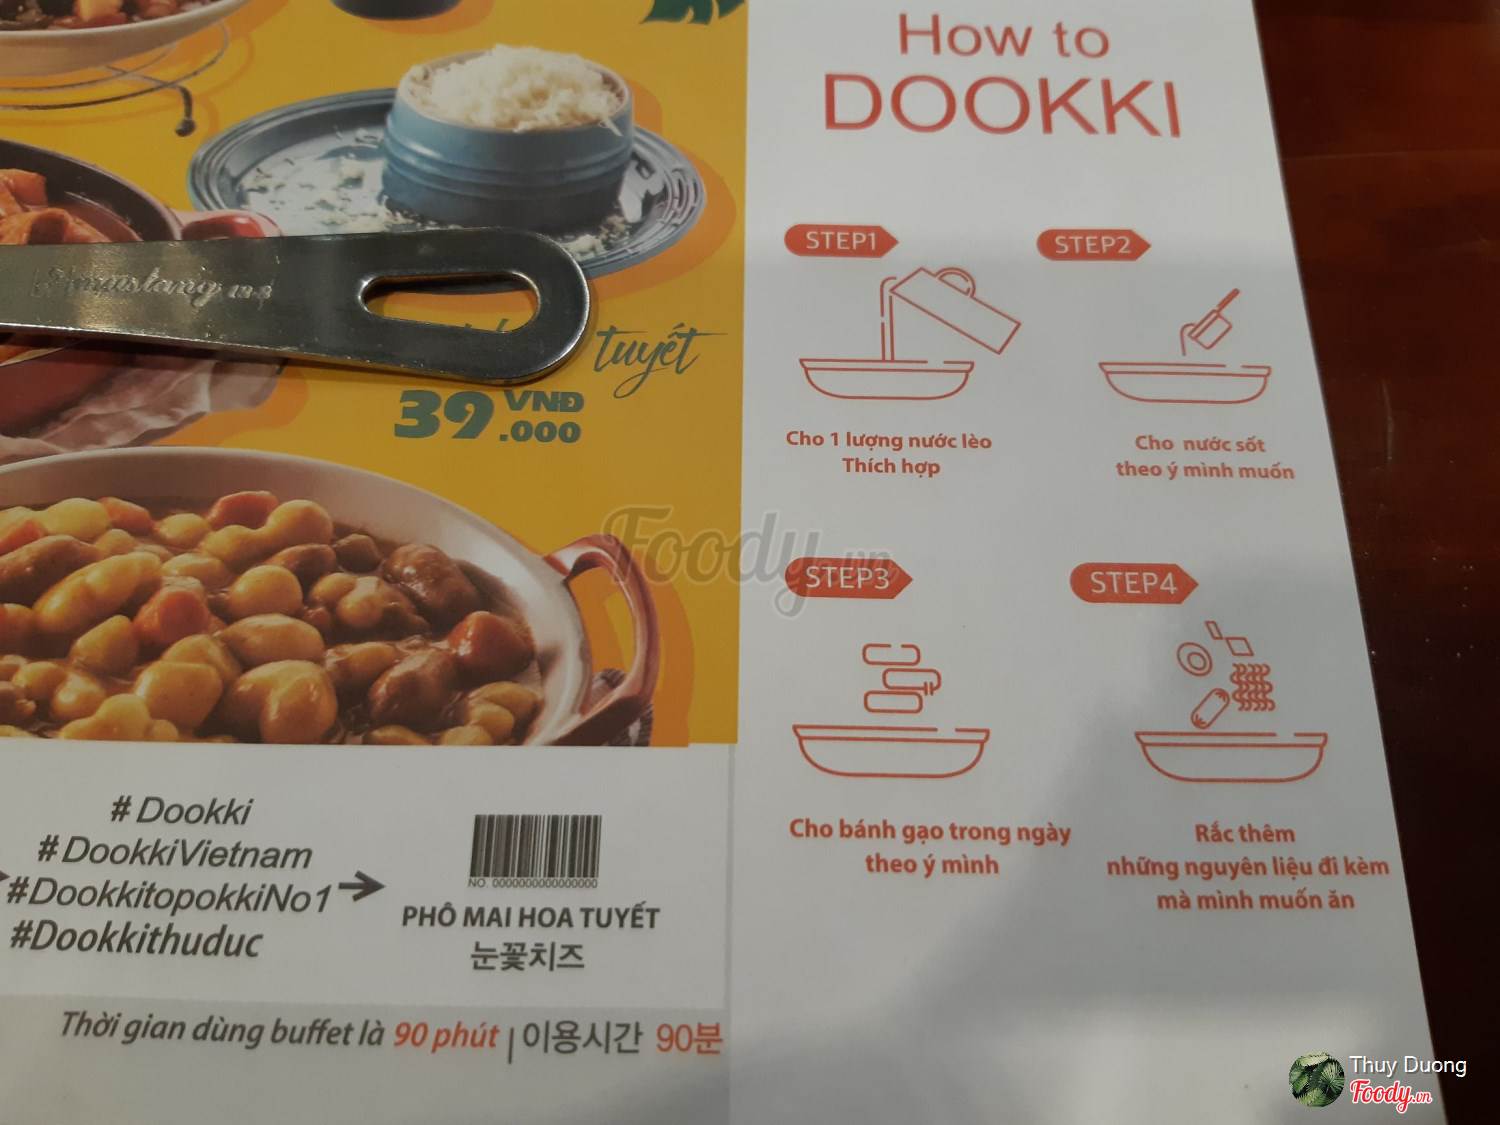 How to
DOOKKI
STEP1
Cho 1 lượng nước lèo
Thích hợp
STEP2
Cho nước sốt
theo ý mình muốn
STEP3
Cho bánh gạo trong ngày
theo ý mình
STEP4
Rắc thêm
những nguyên liệu đi kèm
mà mình muốn ăn
tuyết
39.000 VNĐ
#Dookki
#DookkiVietnam
#DookkitopokkiNo1
#Dookkithuduc
NO. 0000000000000000
PHÔ MAI HOA TUYẾT
눈꽃치즈
Thời gian dùng buffet là 90 phút | 이용시간 90분
Foody.vn
Thuy Duong
Foody.vn